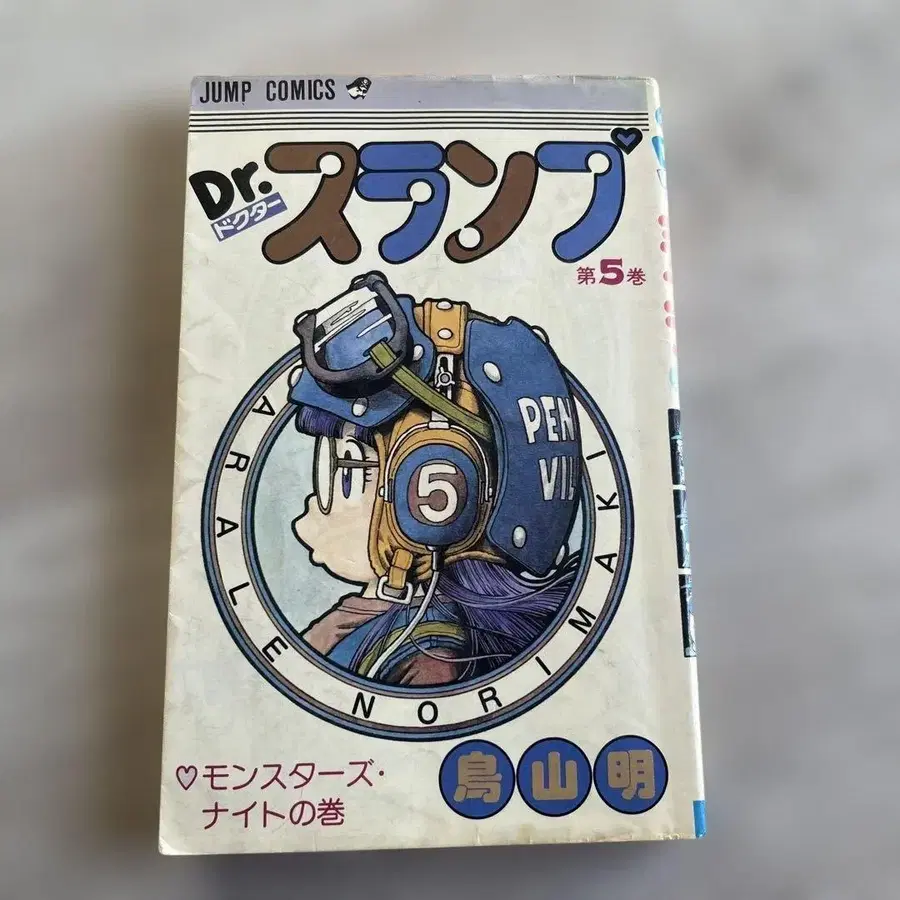 JUMP COMICS
Dr.スランプ
ドクター
第5巻
PEN
VIL
5
ARALE NORIMAKI
♡モンスターズ・
ナイトの巻
鳥山明